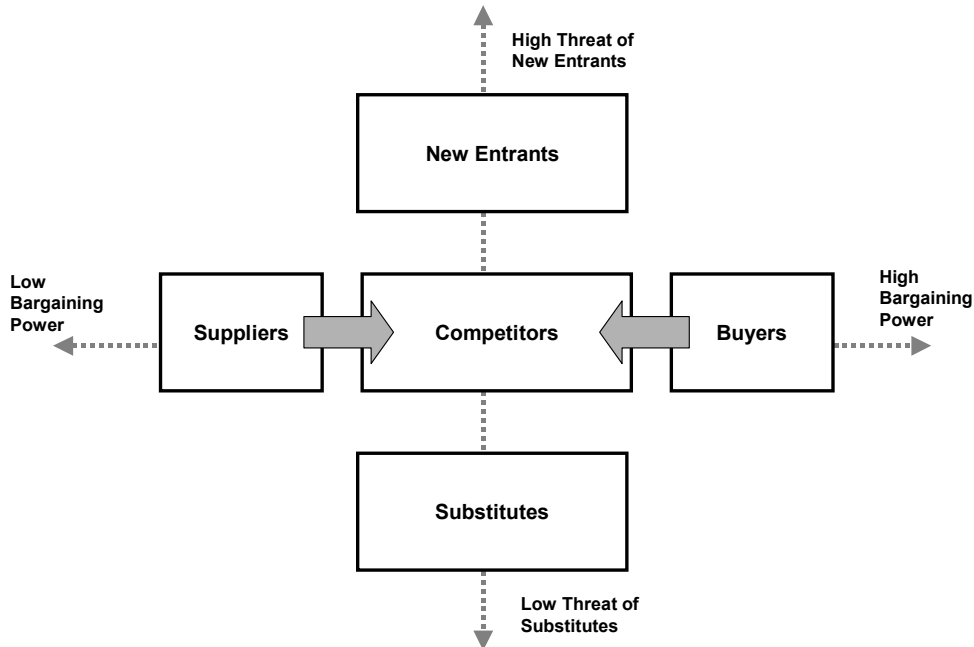 High Threat of
New Entrants
New Entrants
Low
Bargaining
Power
Suppliers
Competitors
Buyers
High
Bargaining
Power
Substitutes
Low Threat of
Substitutes